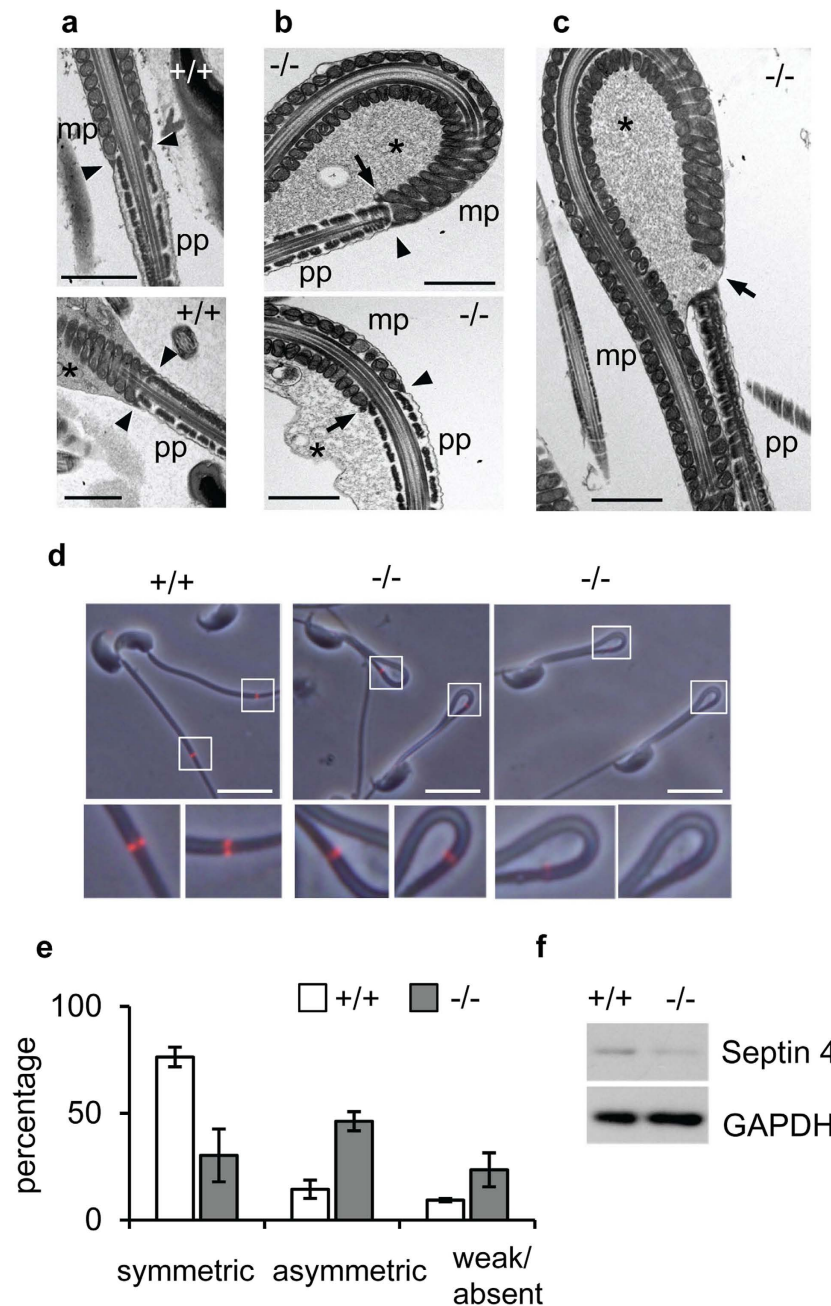 a
+/+
mp
pp
+/+
*
pp
b
-/-
*
mp
pp
mp
-/-
*
pp
c
-/-
*
mp
pp
d
+/+
-/-
-/-
e
+/+
-/-
percentage
100
50
0
symmetric
asymmetric
weak/
absent
f
+/+
-/-
Septin 4
GAPDH